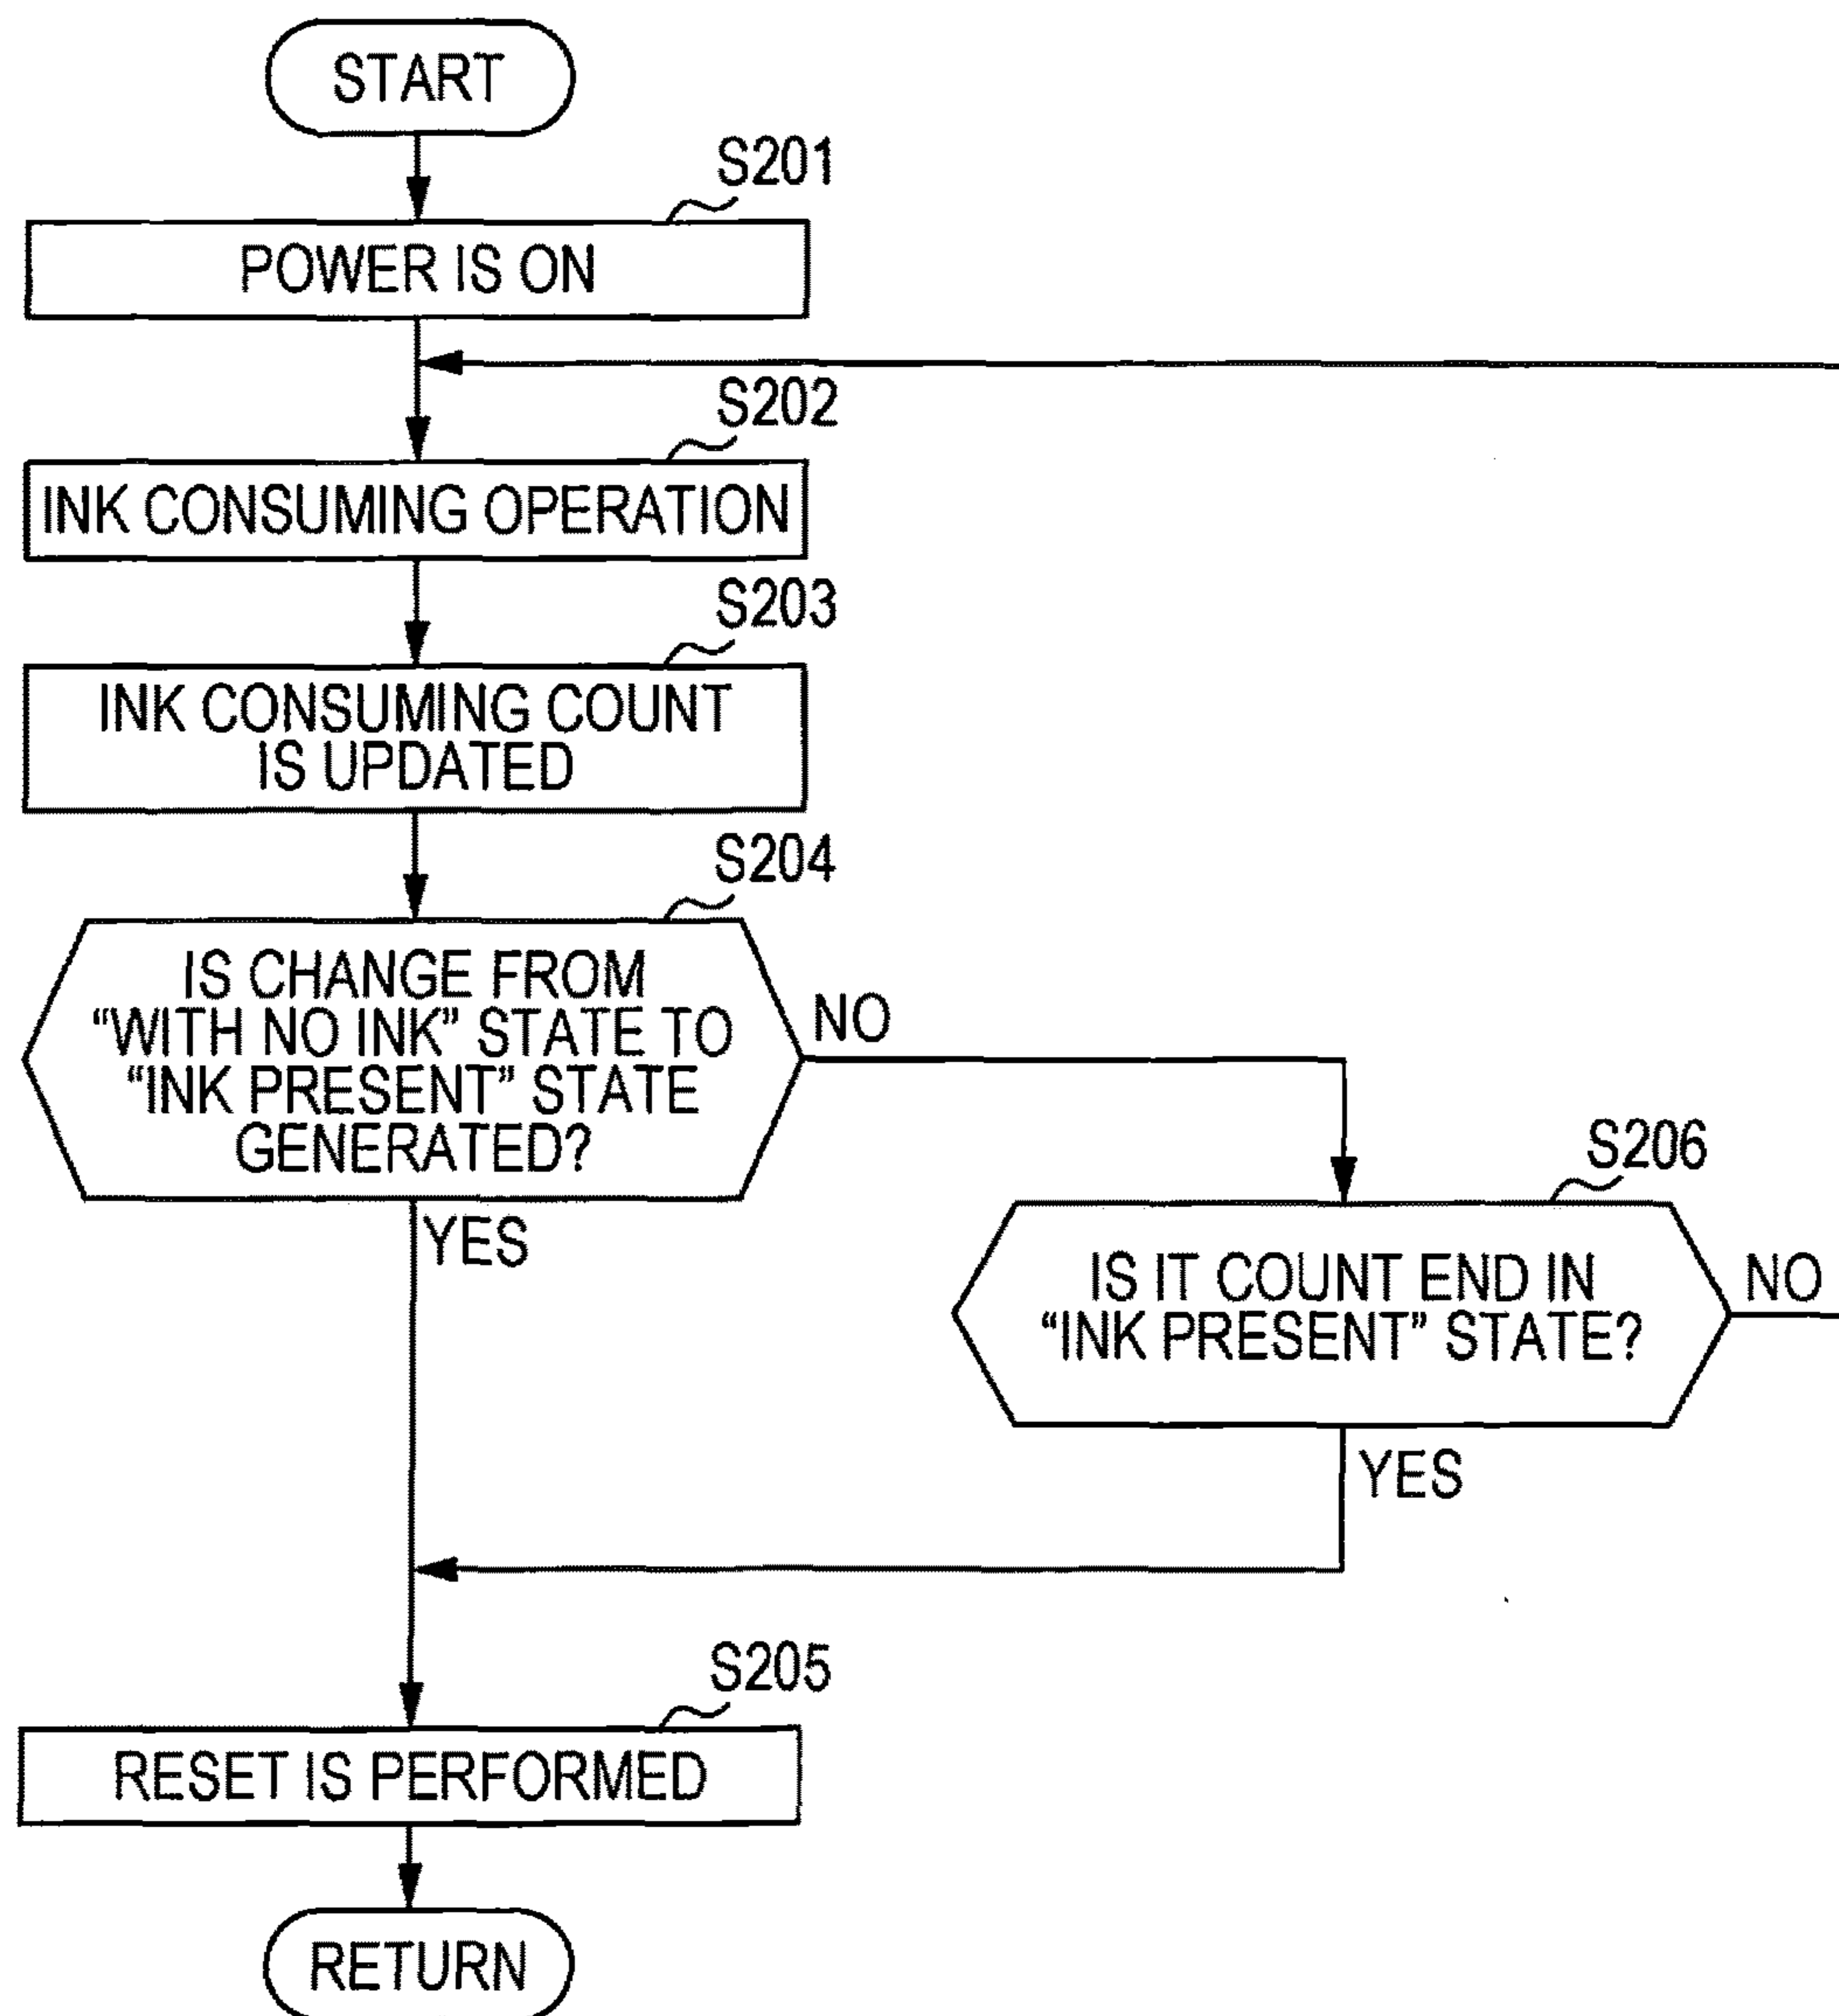 START
S201
POWER IS ON
S202
INK CONSUMING OPERATION
S203
INK CONSUMING COUNT
IS UPDATED
S204
IS CHANGE FROM
“WITH NO INK” STATE TO
“INK PRESENT” STATE
GENERATED?
NO
YES
S206
IS IT COUNT END IN
“INK PRESENT” STATE?
NO
YES
S205
RESET IS PERFORMED
RETURN